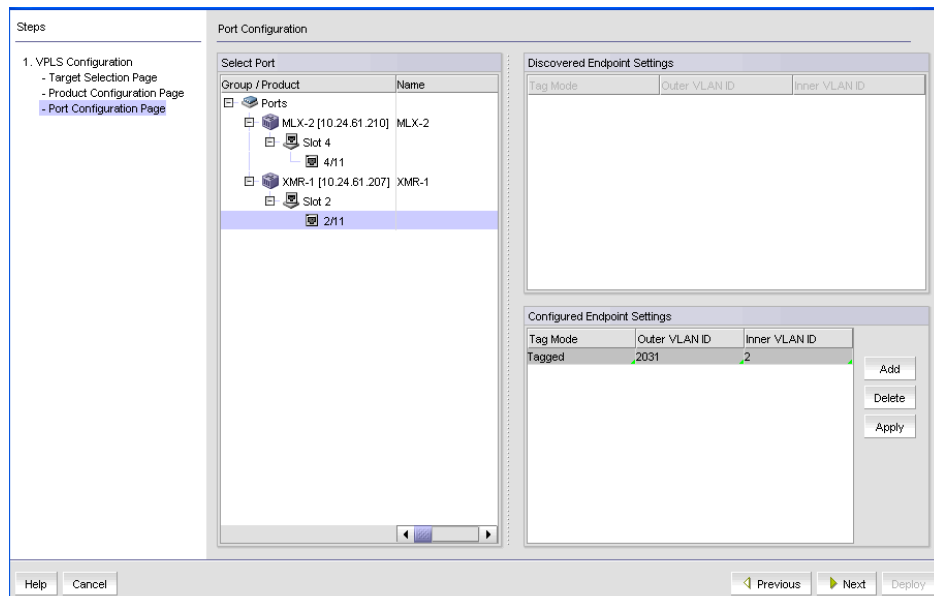 Steps
1. VPLS Configuration
- Target Selection Page
- Product Configuration Page
- Port Configuration Page
Port Configuration
Select Port
Group / Product Name
Ports
MLX-2 [10.24.61.210] MLX-2
Slot 4
4/11
XMR-1 [10.24.61.207] XMR-1
Slot 2
2/11
Discovered Endpoint Settings
Tag Mode Outer VLAN ID Inner VLAN ID
Configured Endpoint Settings
Tag Mode Outer VLAN ID Inner VLAN ID
Tagged 2031 2
Add
Delete
Apply
Help Cancel Previous Next Deploy